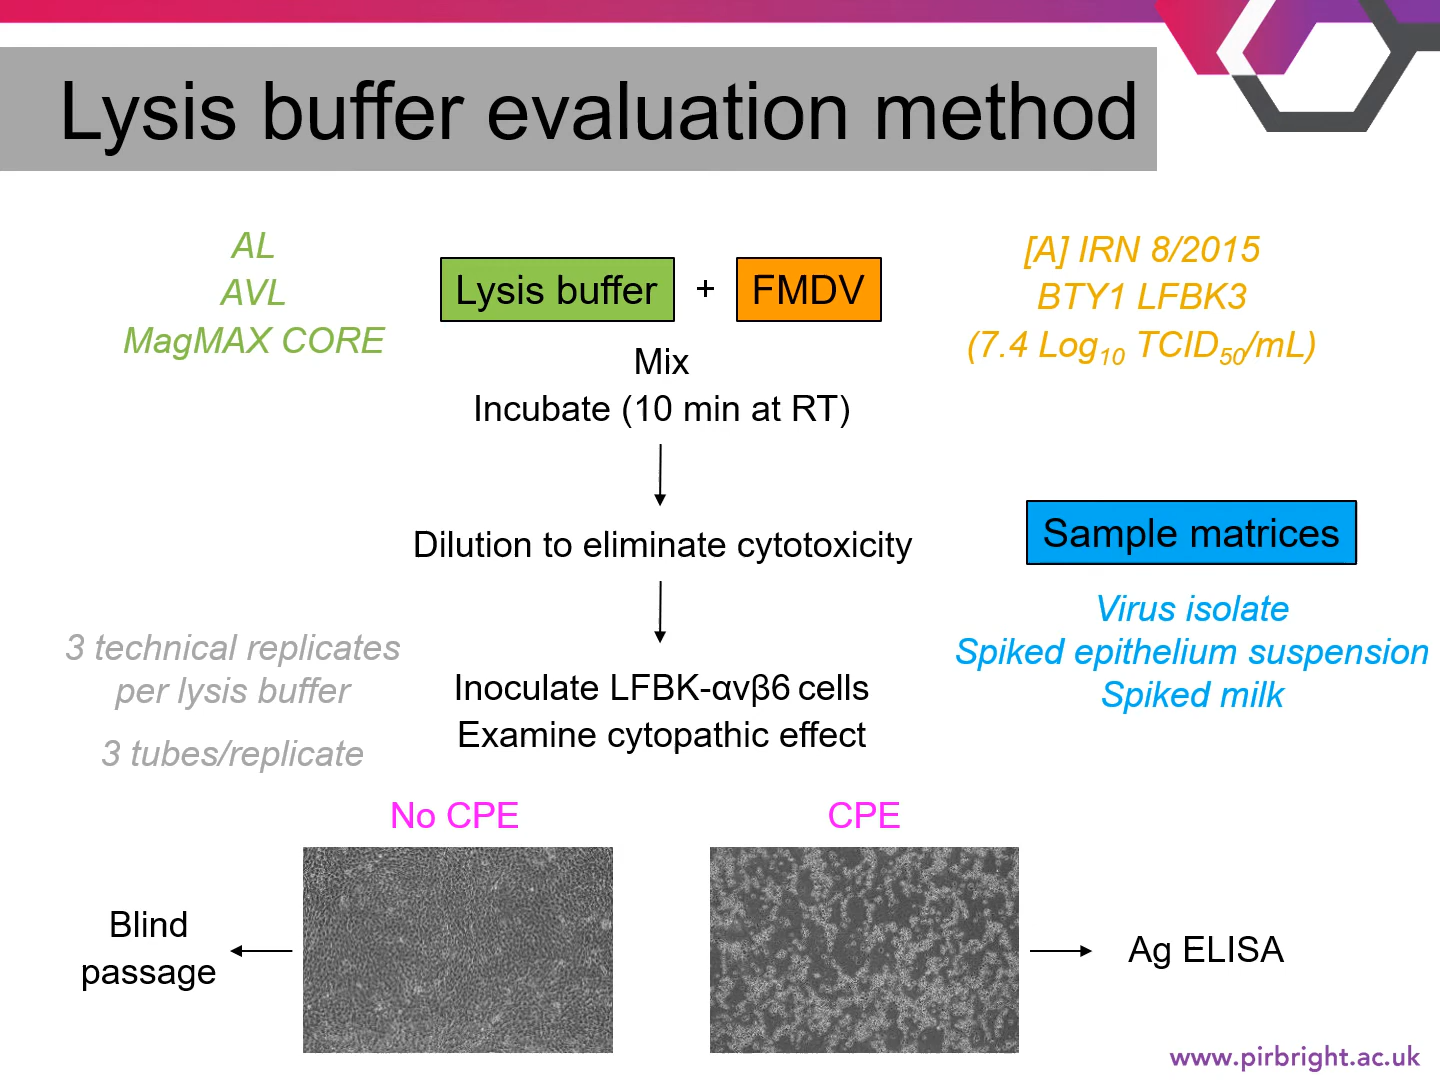 Lysis buffer evaluation method
AL
AVL
MagMAX CORE
Lysis buffer + FMDV
[A] IRN 8/2015
BTY1 LFBK3
(7.4 Log10 TCID50/mL)
Mix
Incubate (10 min at RT)
Dilution to eliminate cytotoxicity
Sample matrices
Virus isolate
Spiked epithelium suspension
Spiked milk
3 technical replicates
per lysis buffer
3 tubes/replicate
Inoculate LFBK-αvβ6 cells
Examine cytopathic effect
No CPE
CPE
Blind
passage
Ag ELISA
www.pirbright.ac.uk